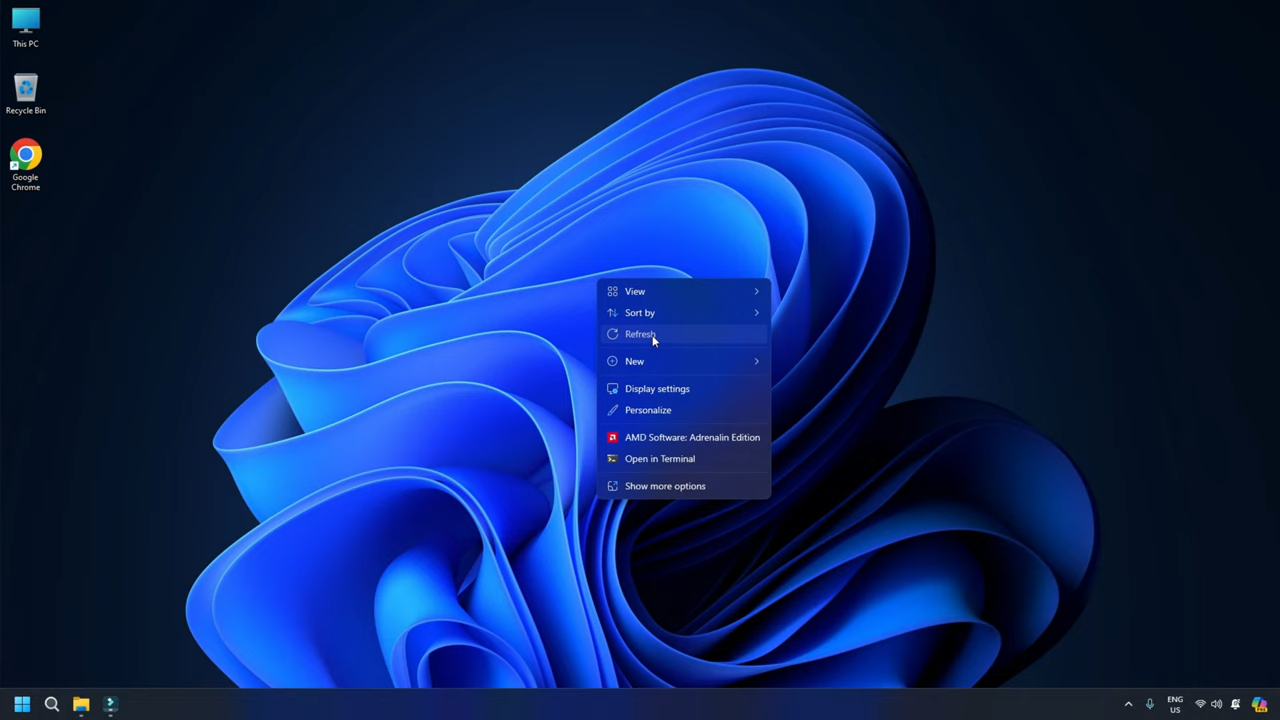 This PC
Recycle Bin
Google
Chrome
View
Sort by
Refresh
New
Display settings
Personalize
AMD Software: Adrenalin Edition
Open in Terminal
Show more options
ENG
US